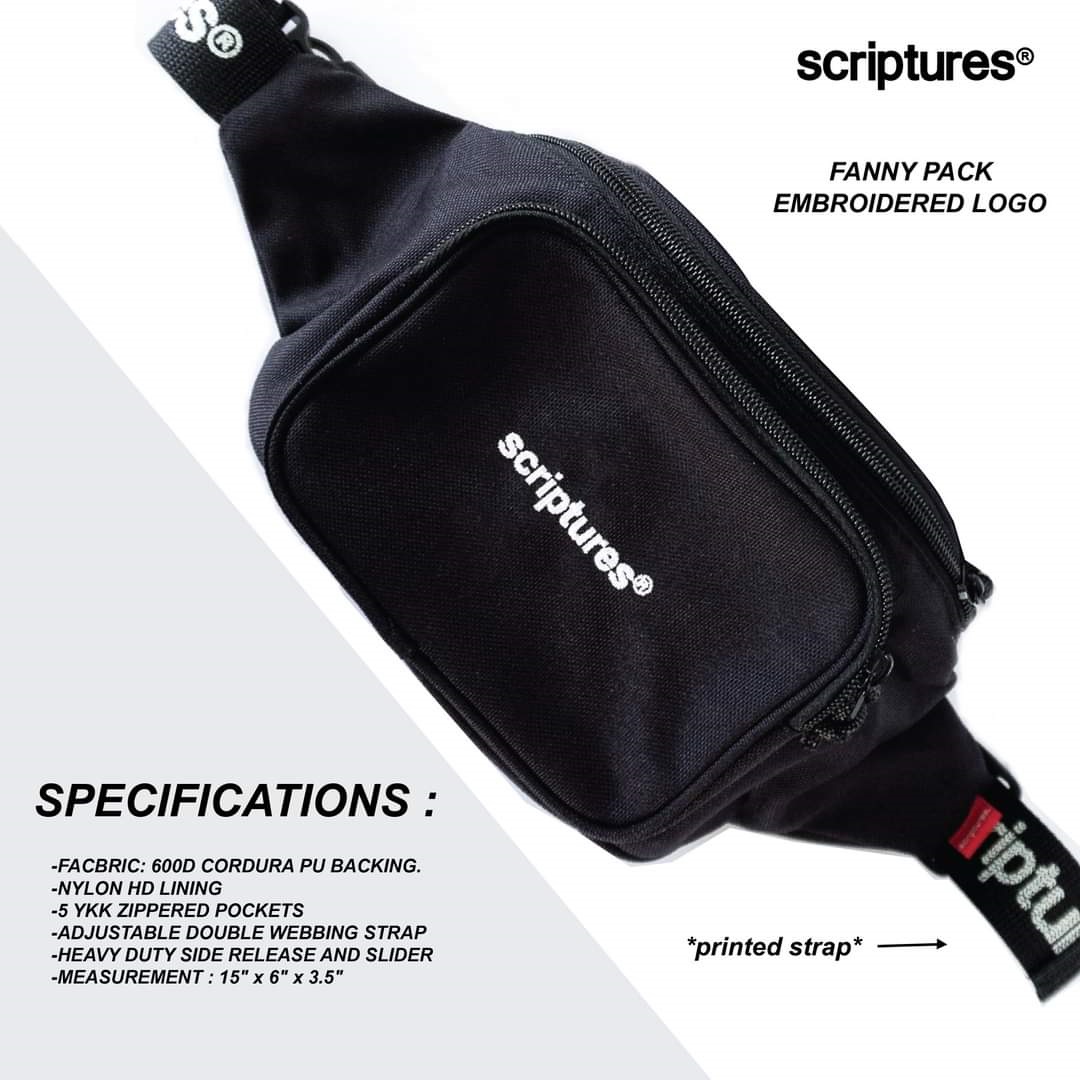 S®
scriptures®
FANNY PACK
EMBROIDERED LOGO
scriptures®
SPECIFICATIONS :
-FACBRIC: 600D CORDURA PU BACKING.
-NYLON HD LINING
-5 YKK ZIPPERED POCKETS
-ADJUSTABLE DOUBLE WEBBING STRAP
-HEAVY DUTY SIDE RELEASE AND SLIDER
-MEASUREMENT : 15" x 6" x 3.5"
*printed strap*
riptu